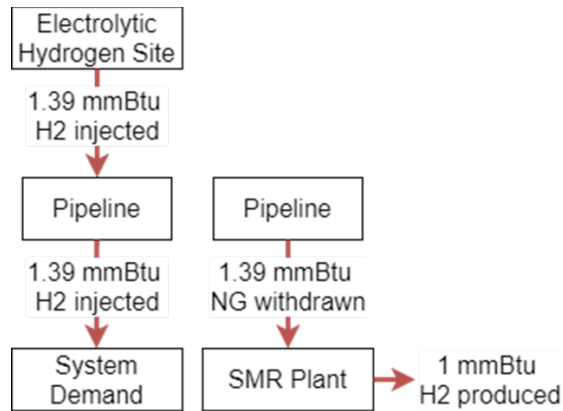 Electrolytic
Hydrogen Site
1.39 mmBtu
H2 injected
Pipeline
1.39 mmBtu
H2 injected
System
Demand
Pipeline
1.39 mmBtu
NG withdrawn
SMR Plant
1 mmBtu
H2 produced